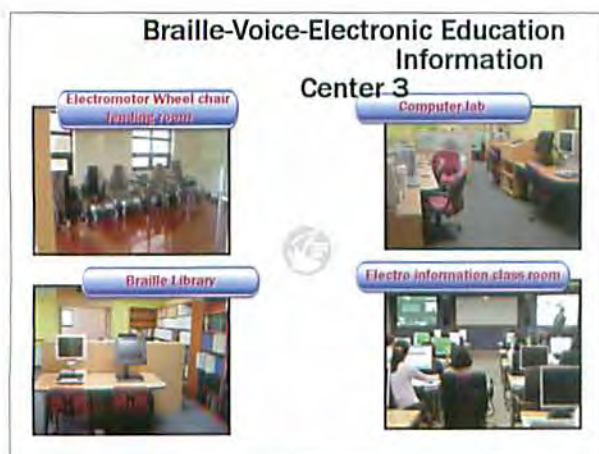 Braille-Voice-Electronic Education
Information
Center 3
Electromotor Wheel chair
lending room
Computer lab
Braille Library
Electro information class room